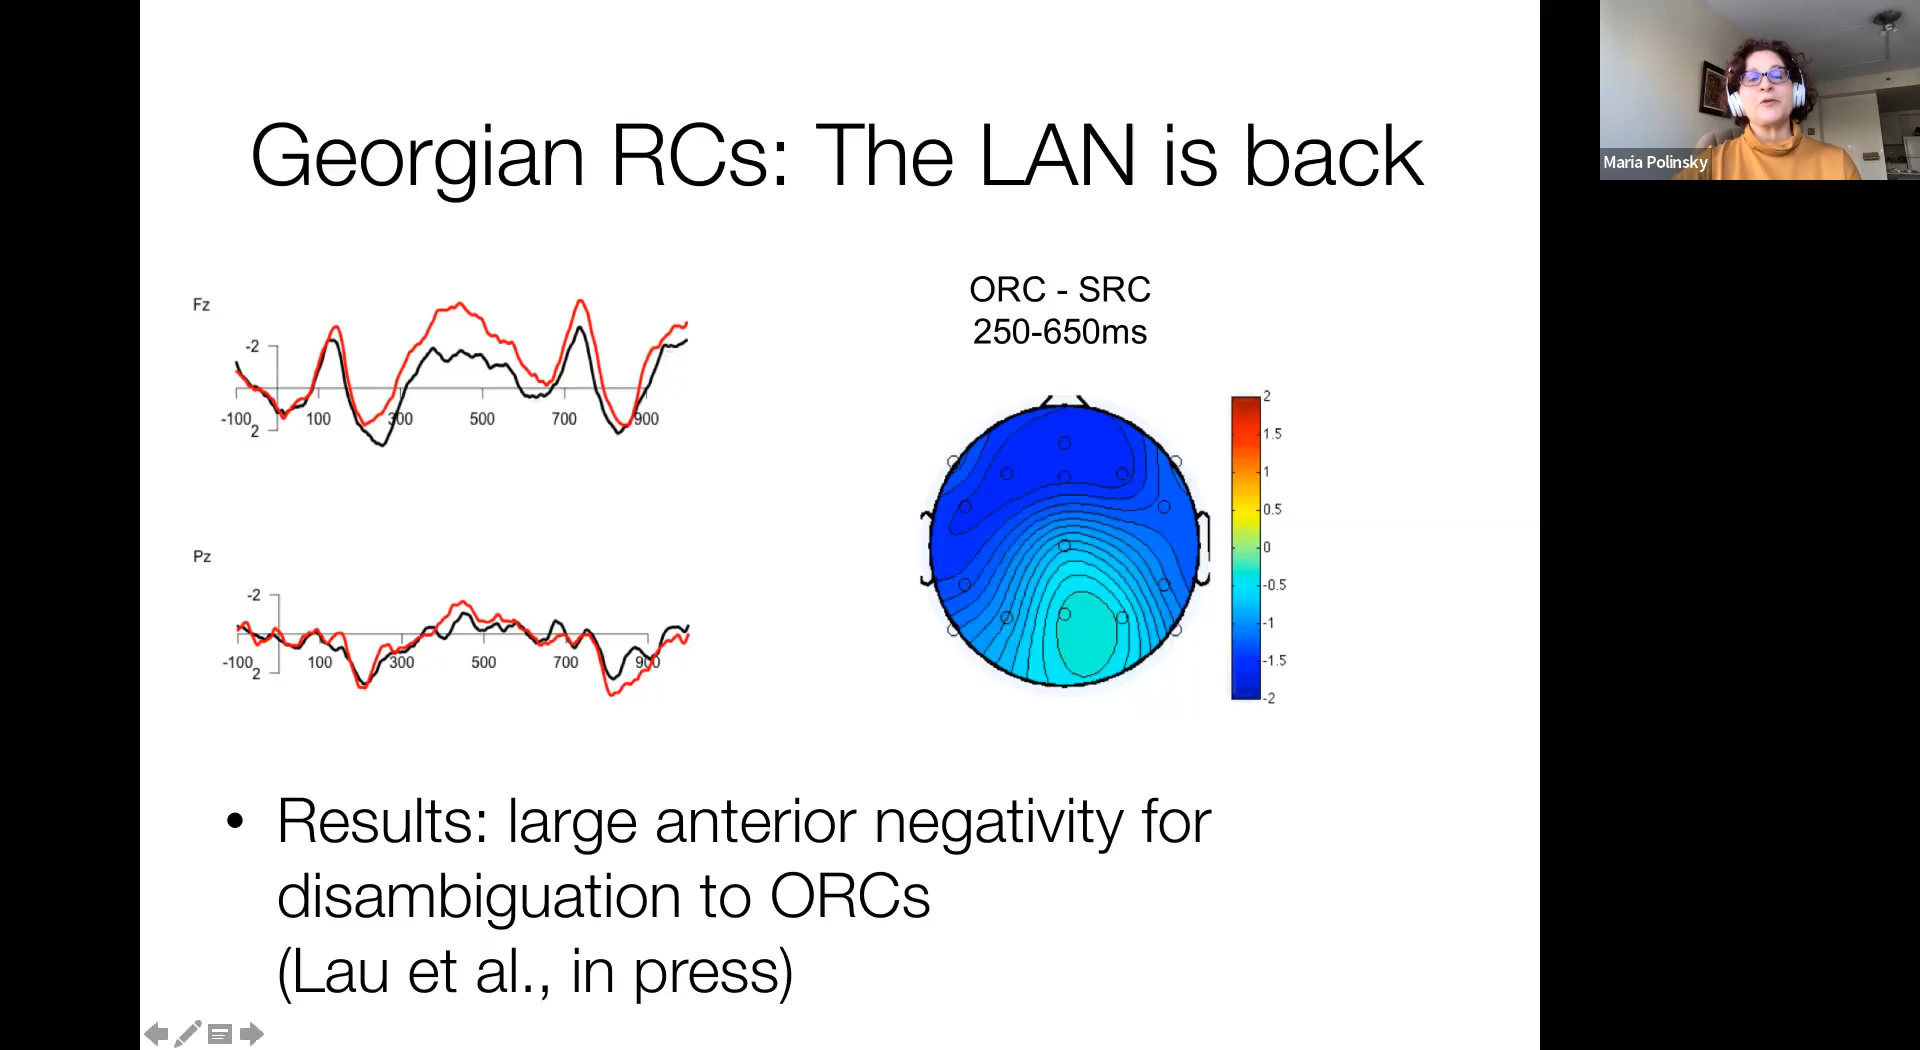 Georgian RCs: The LAN is back
Maria Polinsky
Fz
-2
-100 100 300 500 700 900
2
Pz
-2
-100 100 300 500 700 900
2
ORC - SRC
250-650ms
2
1.5
1
0.5
0
-0.5
-1
-1.5
-2
• Results: large anterior negativity for
disambiguation to ORCs
(Lau et al., in press)